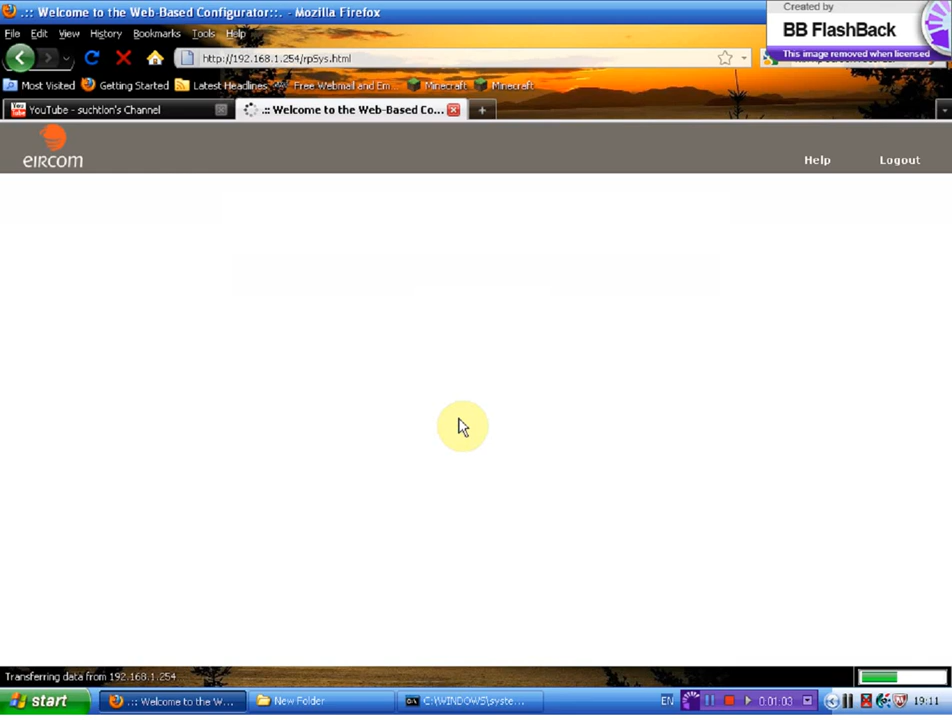 .:: Welcome to the Web-Based Configurator::. - Mozilla Firefox
Created by
BB FlashBack
This image removed when licensed
File Edit View History Bookmarks Tools Help
http://192.168.1.254/rpSys.html
Most Visited Getting Started Latest Headlines Free Webmail and Em... Minecraft Minecraft
YouTube - suchtlon's Channel .:: Welcome to the Web-Based Co... +
eircom
Help Logout
Transferring data from 192.168.1.254
start .:: Welcome to the W... New Folder C:\WINDOWS\syste... EN 0:01:03 19:11